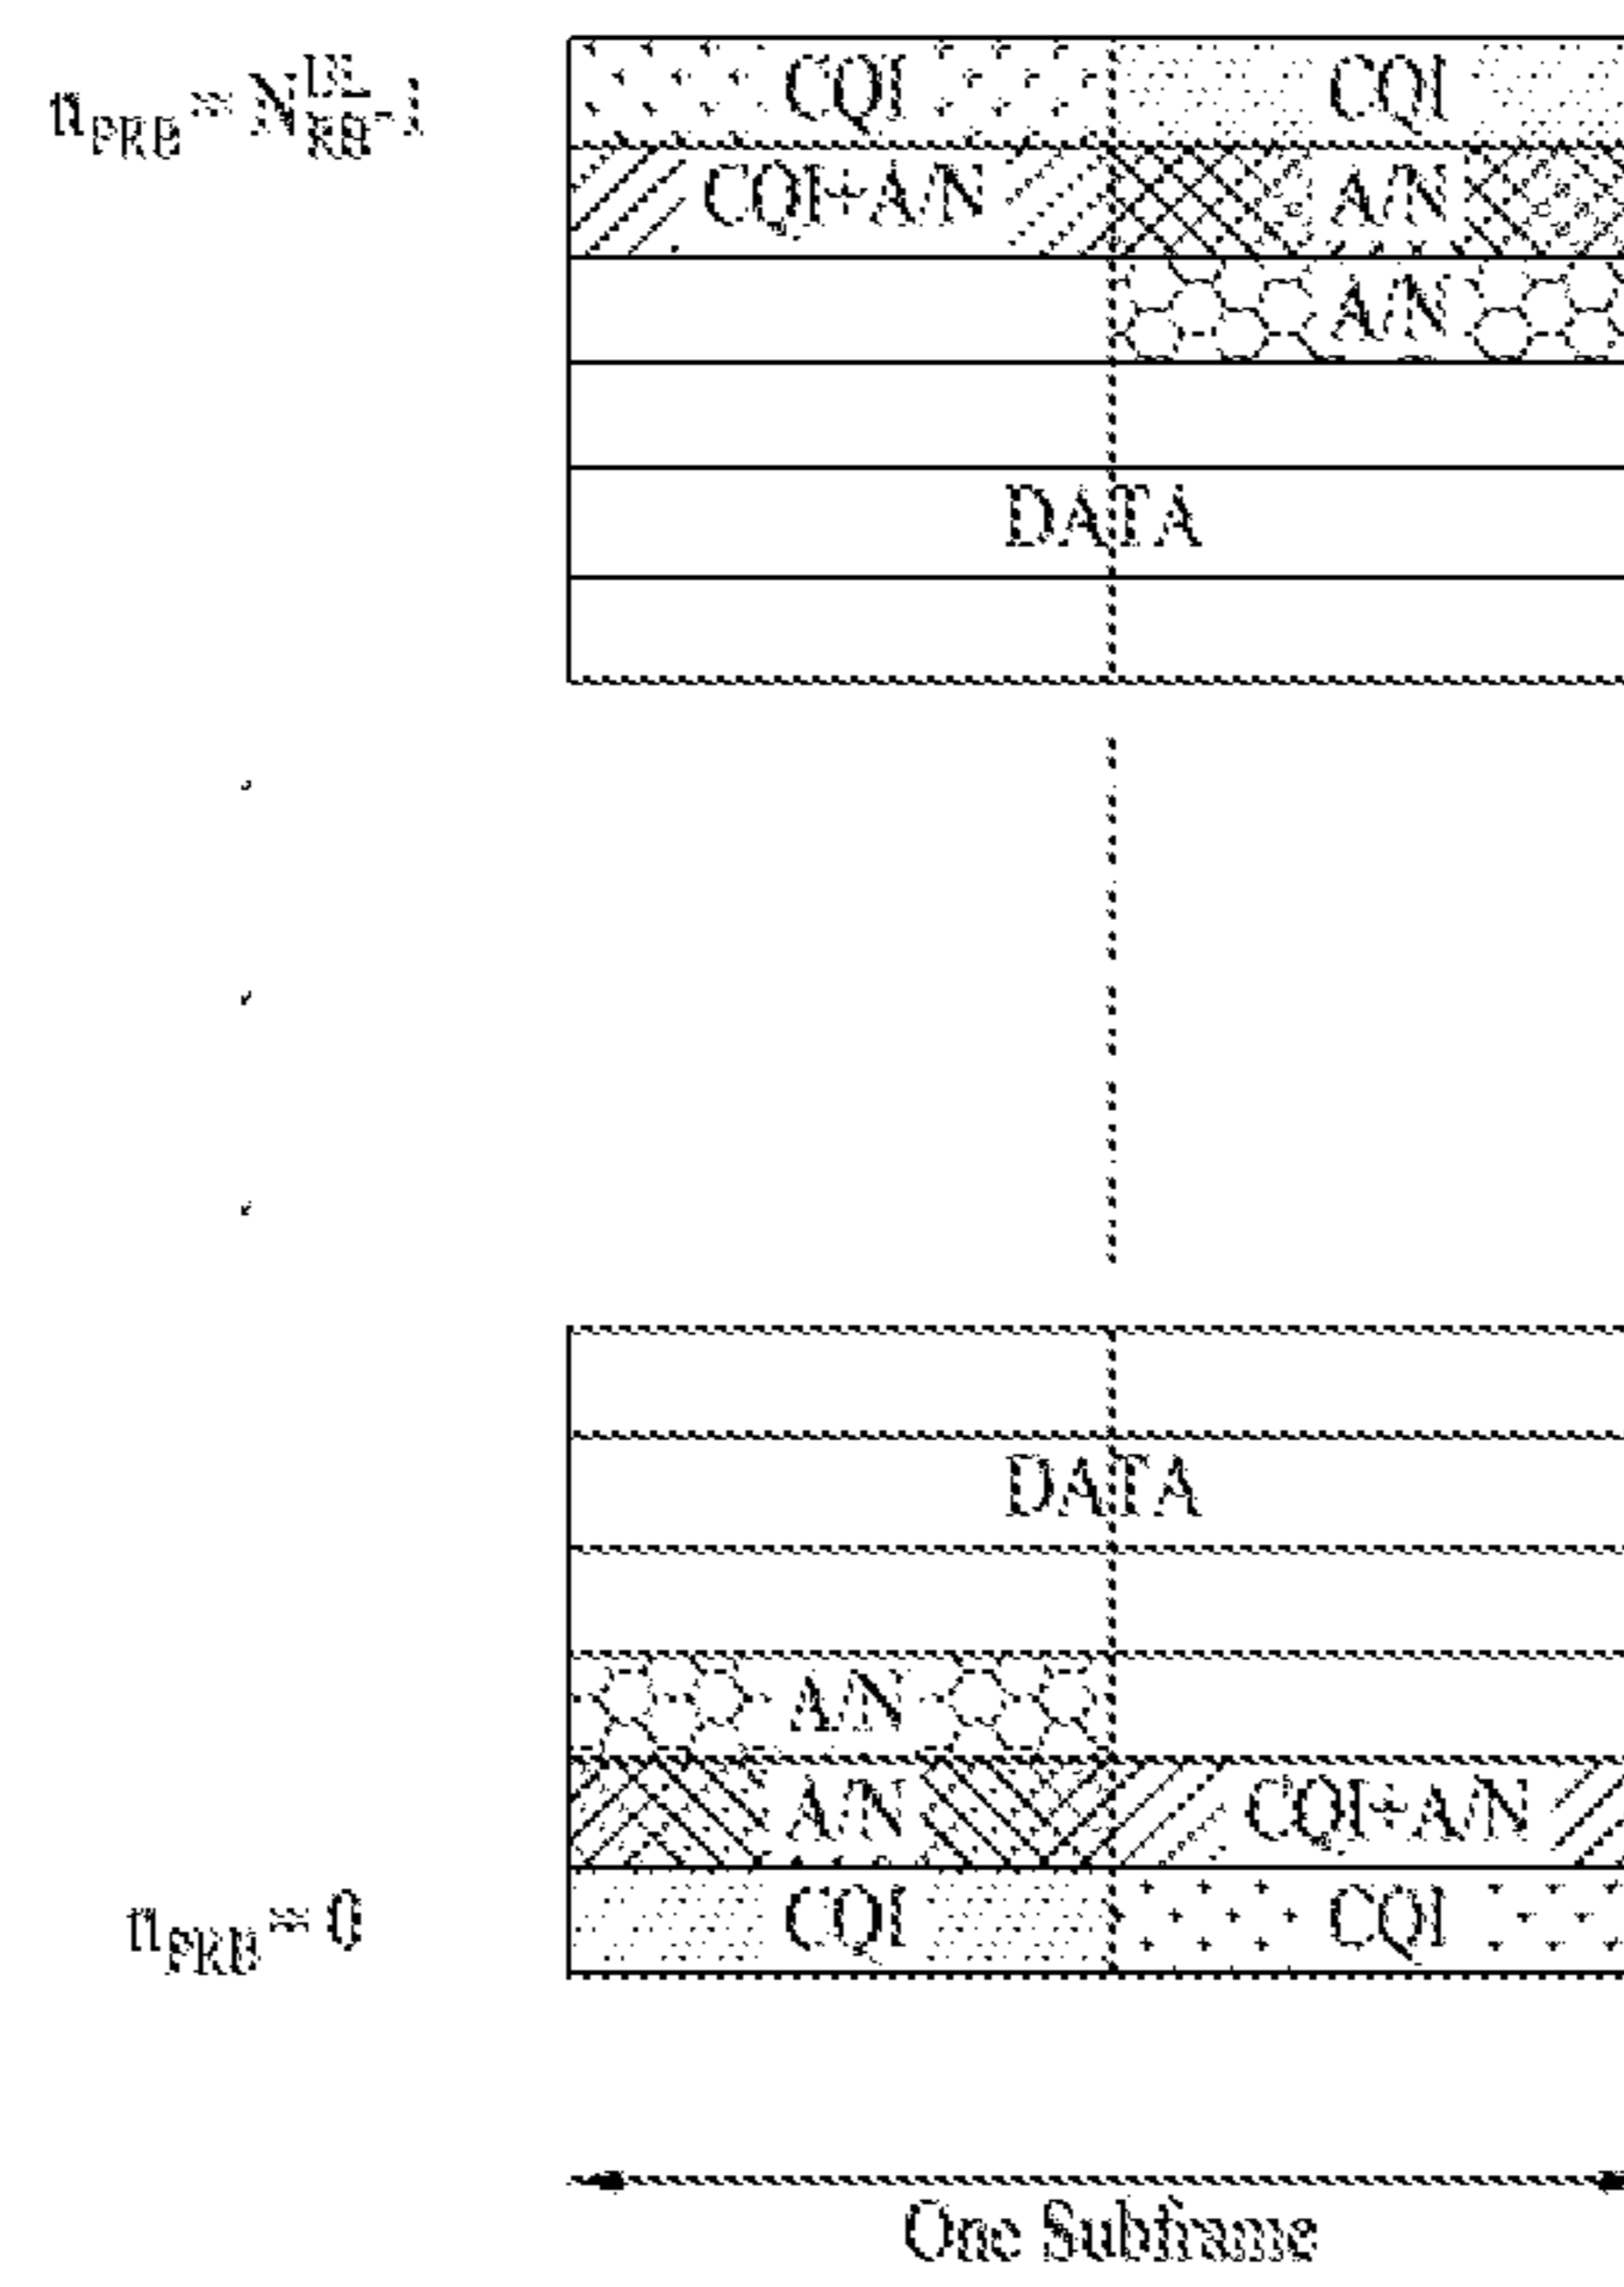 n_PRB = N_RB^UL-1
CQI CQI
CQI+A/N A/N
A/N
DATA
DATA
A/N
A/N CQI+A/N
n_PRB = 0 CQI CQI
One Subframe